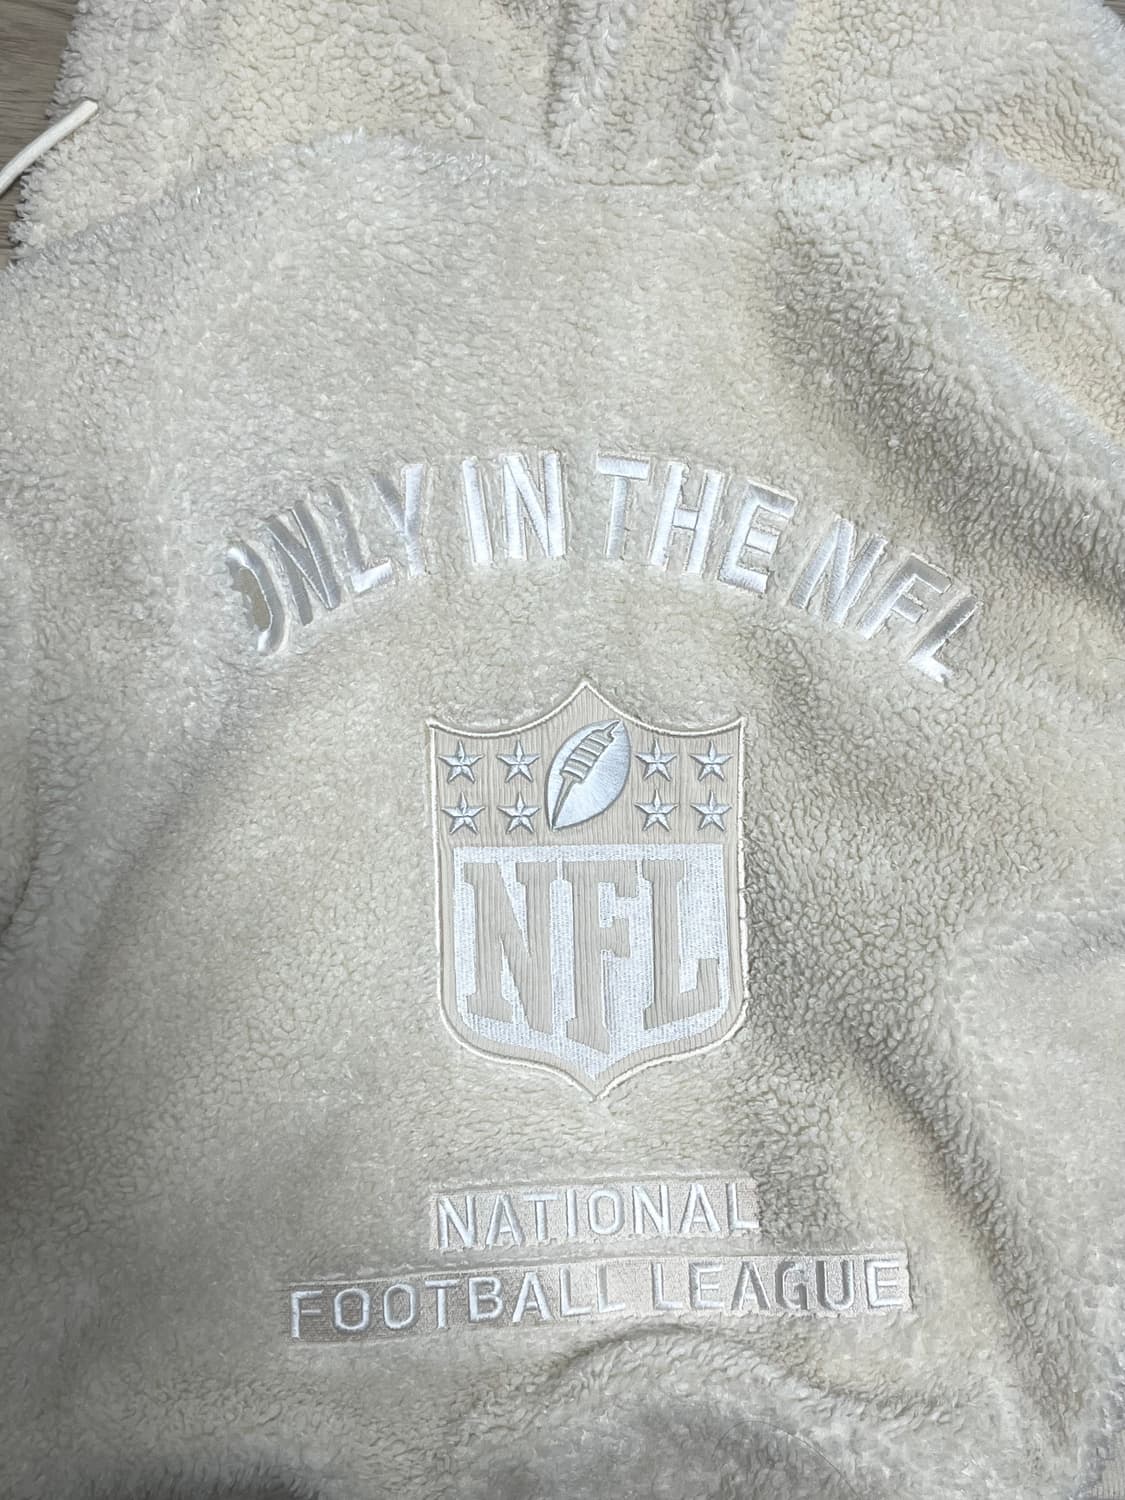 ONLY IN THE NFL
NFL
NATIONAL
FOOTBALL LEAGUE